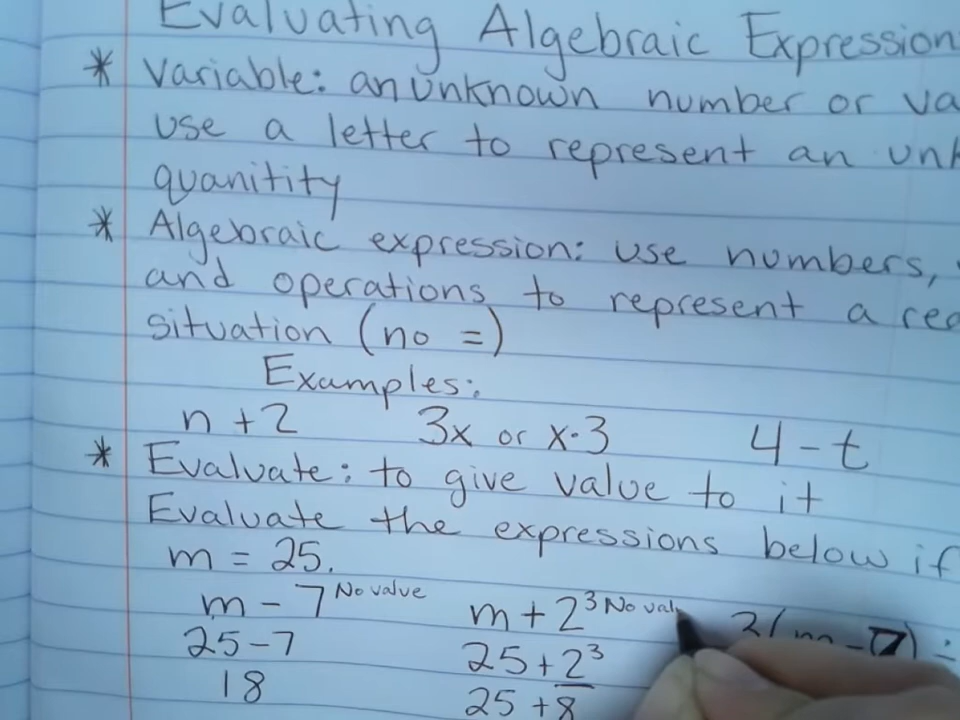 Evaluating Algebraic Expression
* Variable: an unknown number or va
use a letter to represent an unk
quanitity
* Algebraic expression: use numbers,
and operations to represent a rea
situation (no =)
Examples:
n + 2 3x or x·3 4 - t
* Evaluate: to give value to it
Evaluate the expressions below if
m = 25.
m - 7 No value m + 2³ No val 3(m - 7) ÷
25 - 7 25 + 2³
18 25 + 8